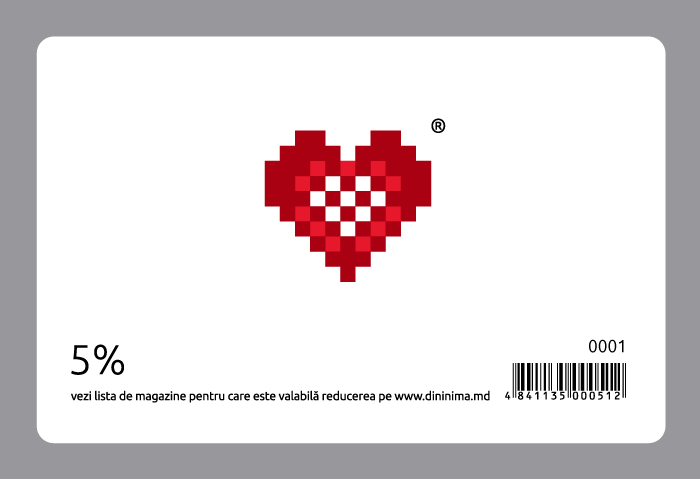 ®
5%
0001
vezi lista de magazine pentru care este valabilă reducerea pe www.dininima.md
4 841135 000512